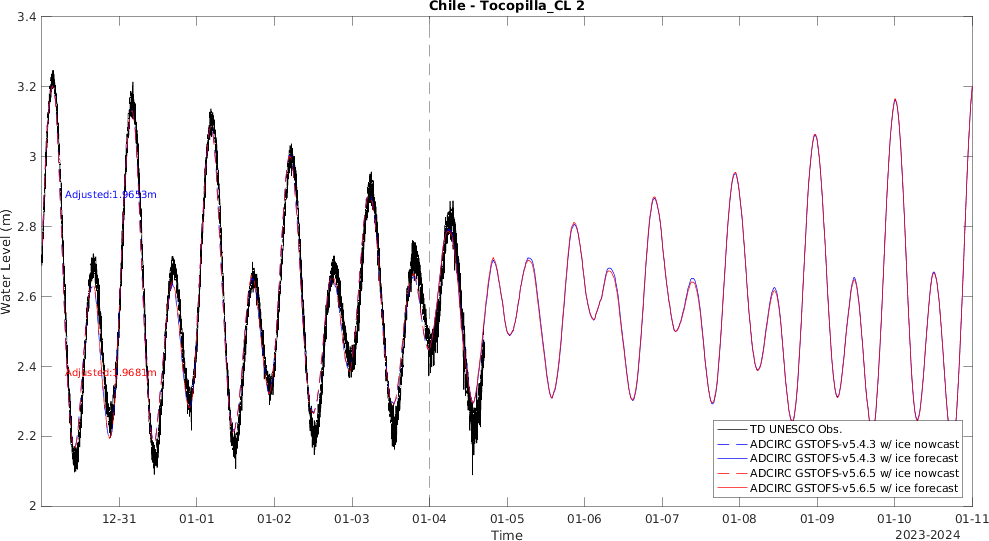 Chile - Tocopilla_CL 2
Water Level (m)
3.4
3.2
3
2.8
2.6
2.4
2.2
2
Adjusted:1.9653m
Adjusted:1.9681m
TD UNESCO Obs.
ADCIRC GSTOFS-v5.4.3 w/ ice nowcast
ADCIRC GSTOFS-v5.4.3 w/ ice forecast
ADCIRC GSTOFS-v5.6.5 w/ ice nowcast
ADCIRC GSTOFS-v5.6.5 w/ ice forecast
12-31 01-01 01-02 01-03 01-04 01-05 01-06 01-07 01-08 01-09 01-10 01-11
Time
2023-2024